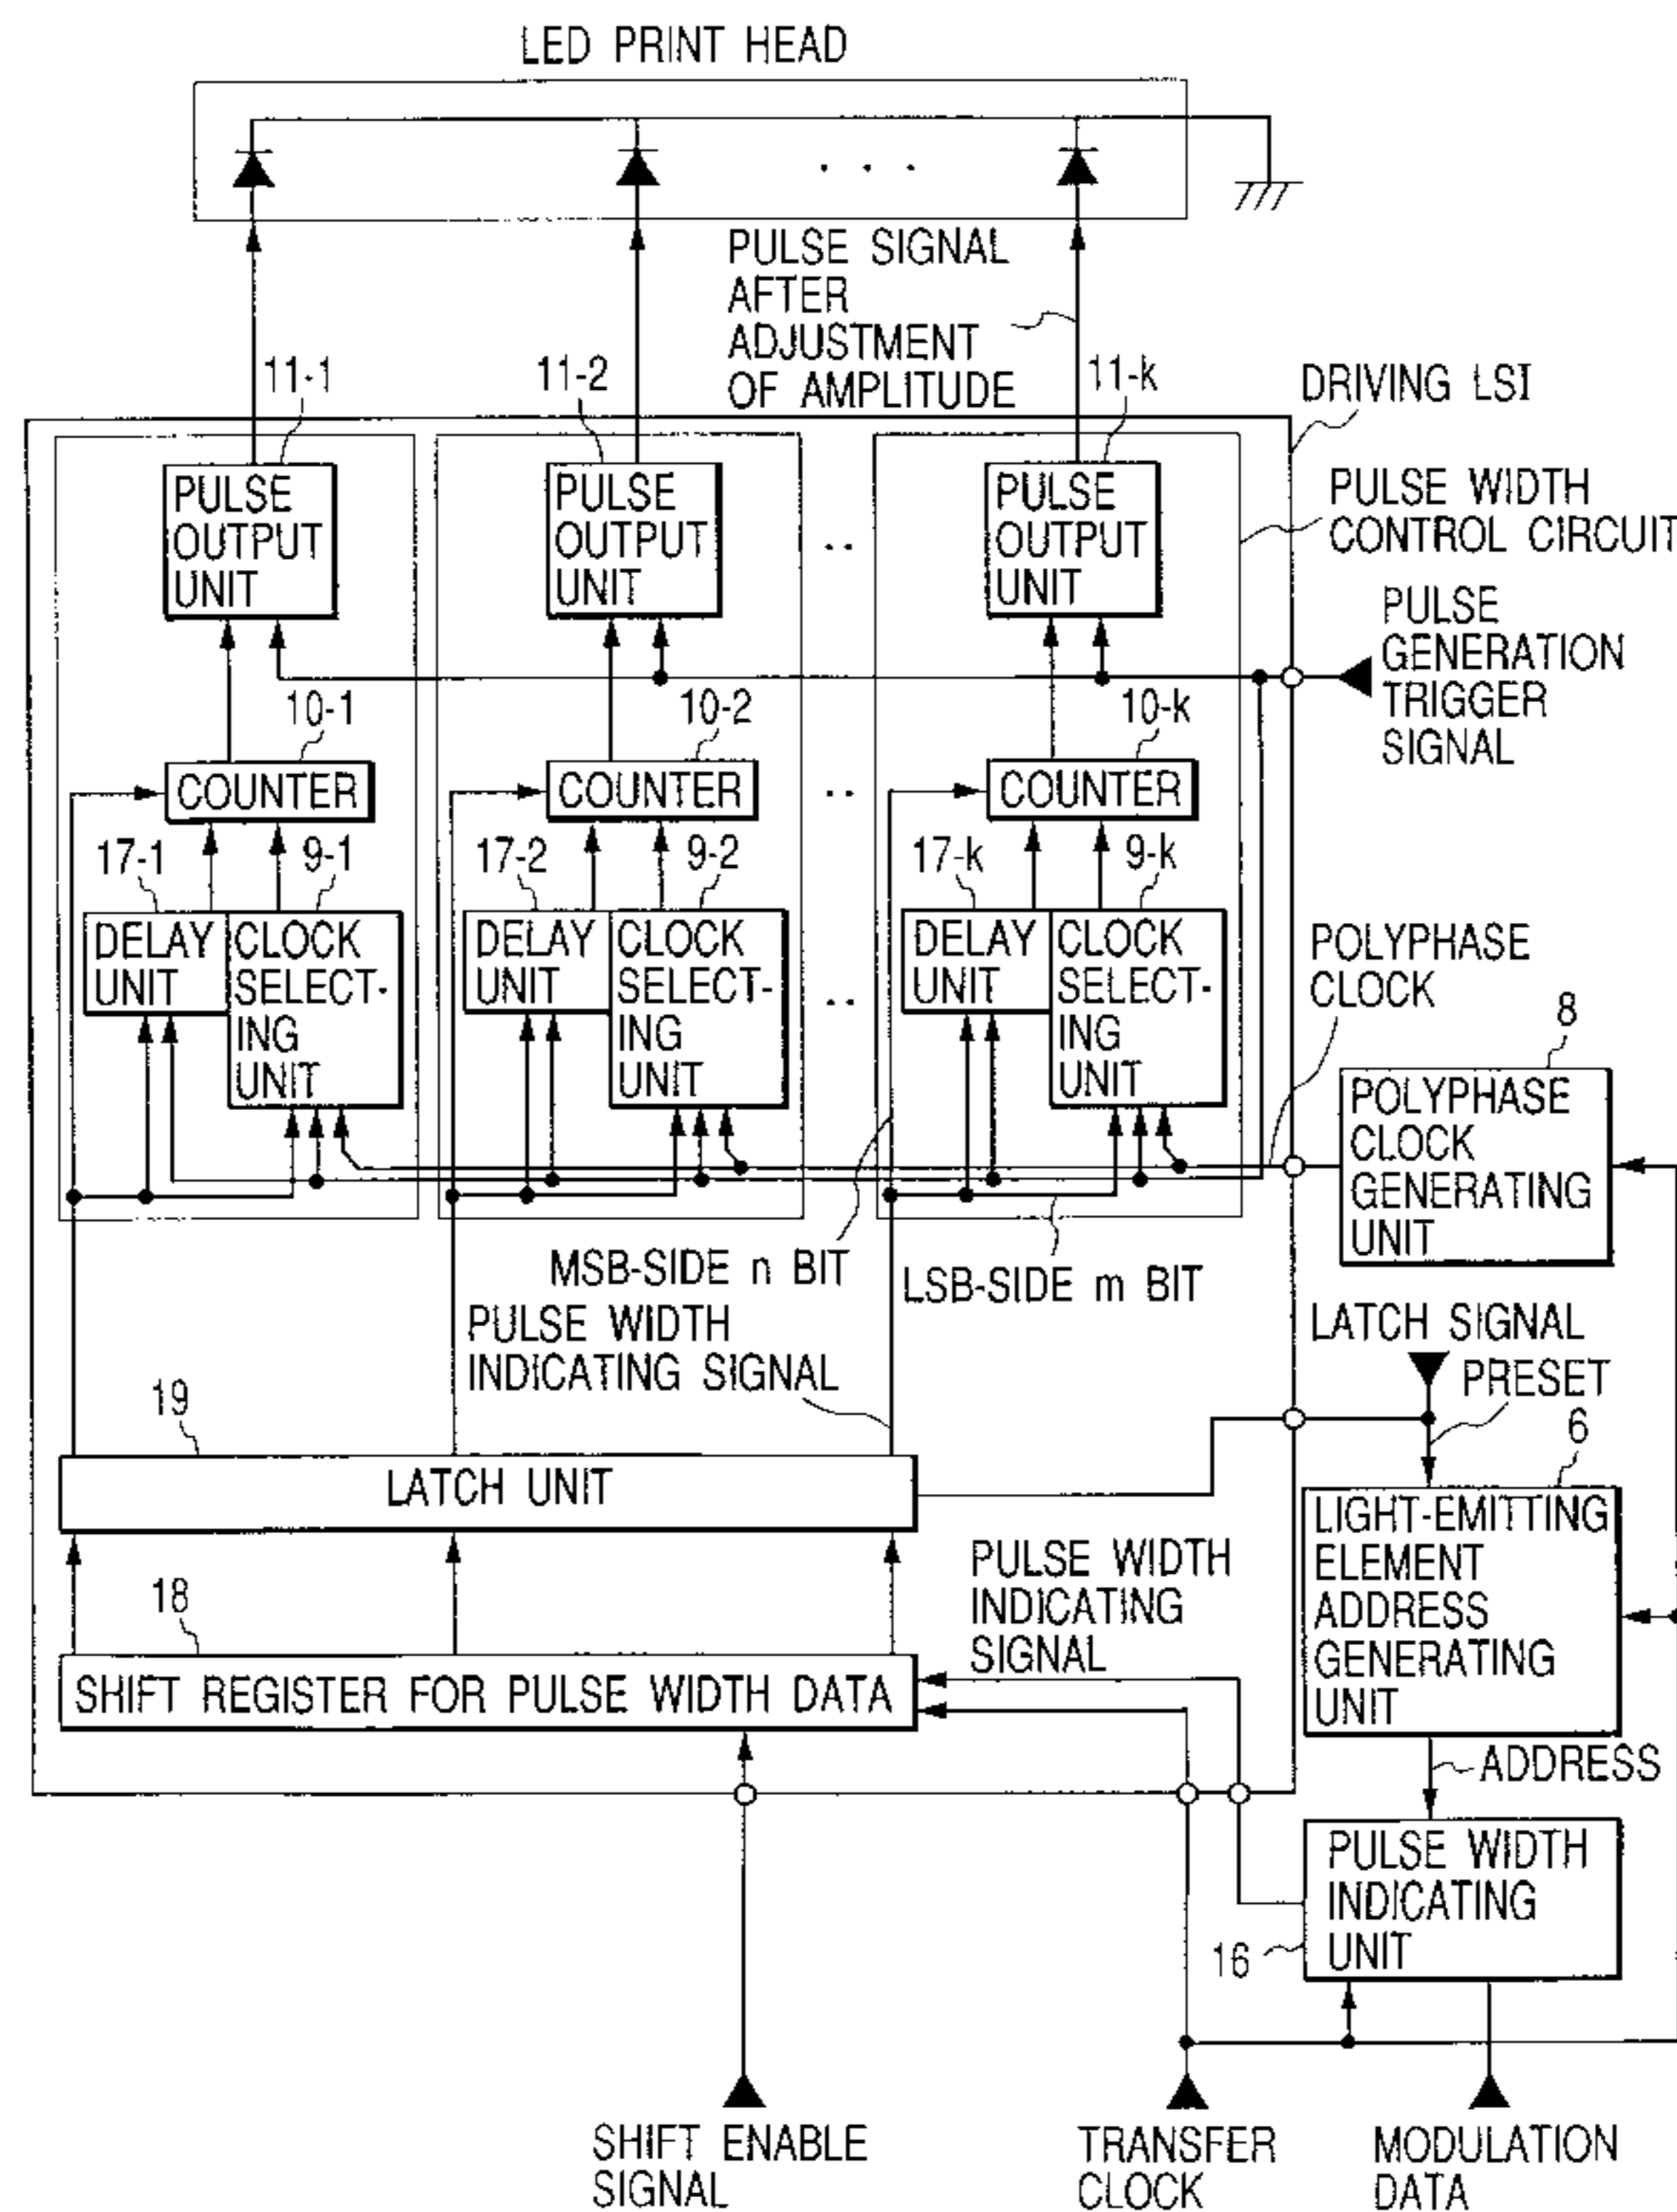 LED PRINT HEAD
PULSE SIGNAL
AFTER
ADJUSTMENT
OF AMPLITUDE
11-1
11-2
11-k
DRIVING LSI
PULSE
OUTPUT
UNIT
PULSE
OUTPUT
UNIT
PULSE
OUTPUT
UNIT
PULSE WIDTH
CONTROL CIRCUIT
PULSE
GENERATION
TRIGGER
SIGNAL
10-1
10-2
10-k
COUNTER
COUNTER
COUNTER
17-1
9-1
17-2
9-2
17-k
9-k
DELAY
UNIT
CLOCK
SELECT-
ING
UNIT
DELAY
UNIT
CLOCK
SELECT-
ING
UNIT
DELAY
UNIT
CLOCK
SELECT-
ING
UNIT
POLYPHASE
CLOCK
8
POLYPHASE
CLOCK
GENERATING
UNIT
MSB-SIDE n BIT
LSB-SIDE m BIT
PULSE WIDTH
INDICATING SIGNAL
LATCH SIGNAL
PRESET
6
19
LATCH UNIT
LIGHT-EMITTING
ELEMENT
ADDRESS
GENERATING
UNIT
PULSE WIDTH
INDICATING
SIGNAL
18
SHIFT REGISTER FOR PULSE WIDTH DATA
ADDRESS
PULSE WIDTH
INDICATING
UNIT
16
SHIFT ENABLE
SIGNAL
TRANSFER
CLOCK
MODULATION
DATA